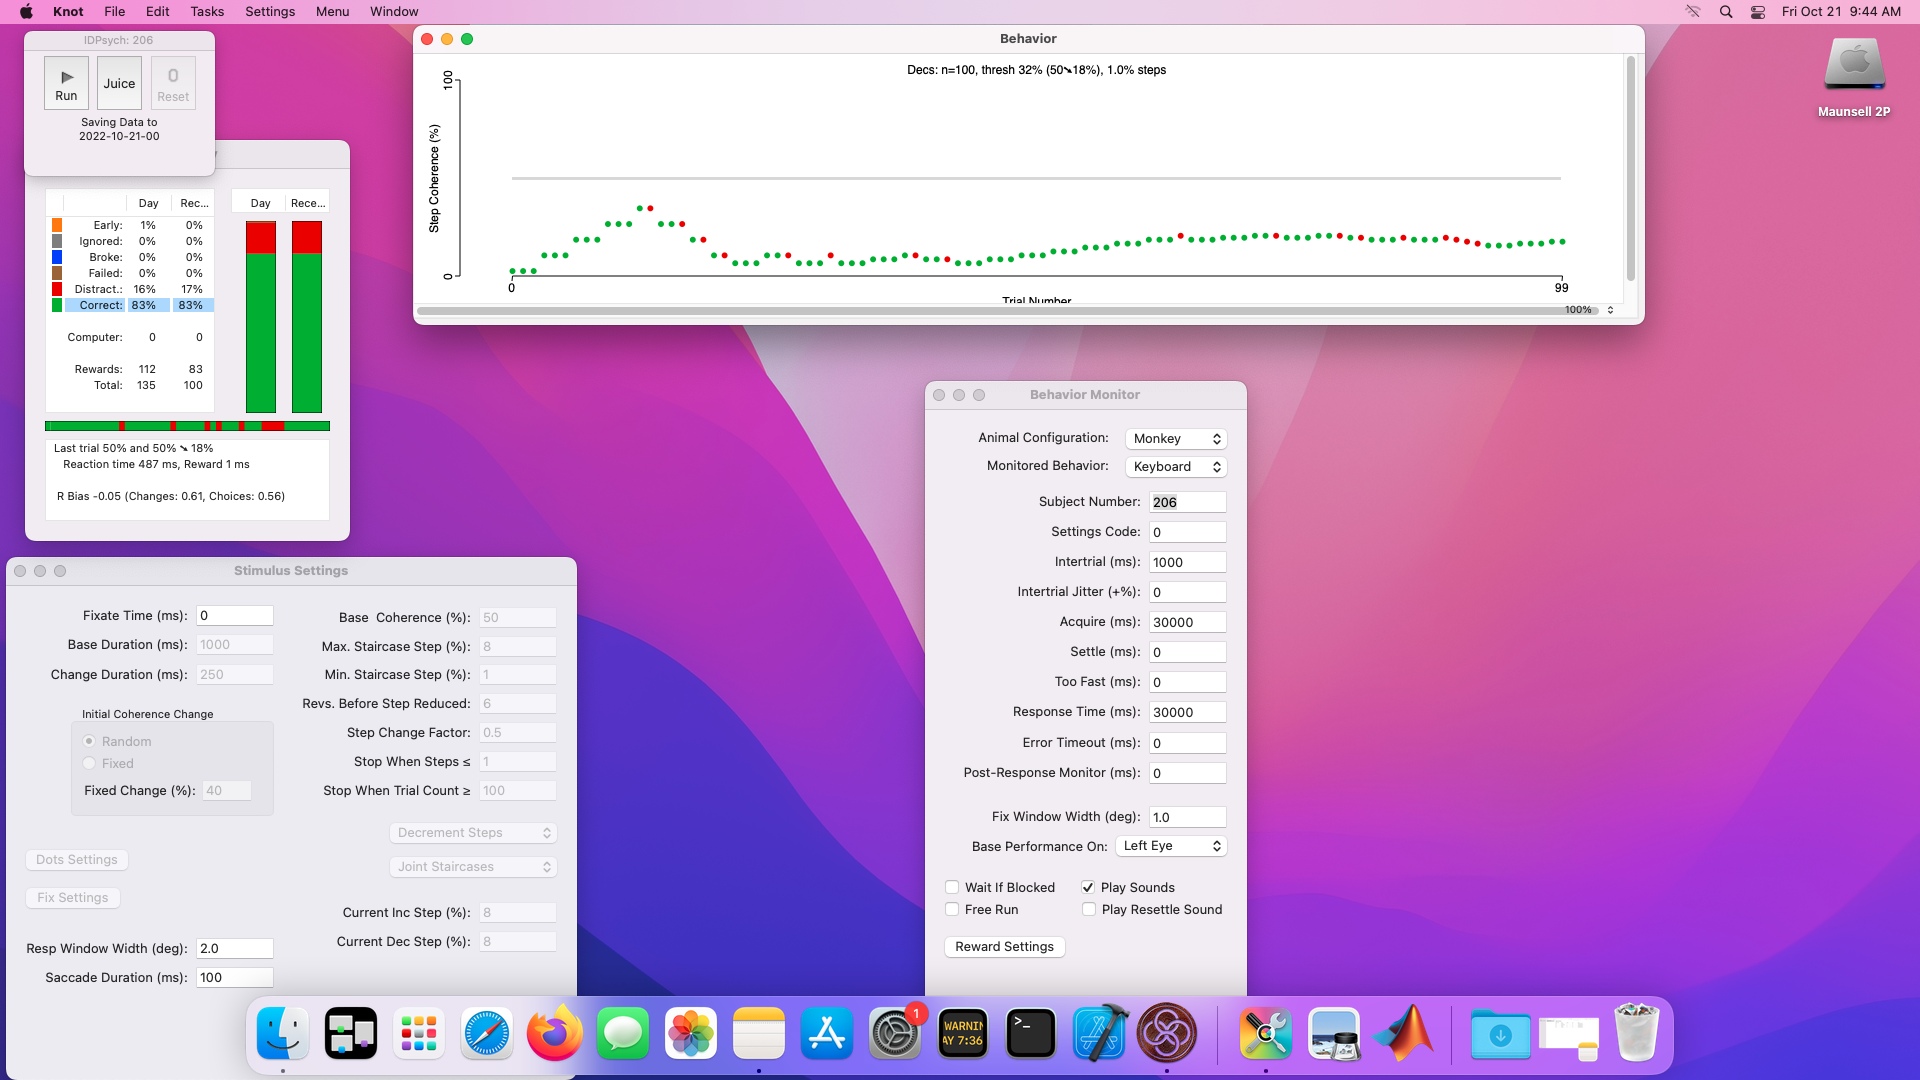 Knot File Edit Tasks Settings Menu Window Fri Oct 21 9:44 AM
IDPsych: 206
Run
Juice
0
Reset
Saving Data to
2022-10-21-00
Day Rec... Day Rece...
Early: 1% 0%
Ignored: 0% 0%
Broke: 0% 0%
Failed: 0% 0%
Distract.: 16% 17%
Correct: 83% 83%
Computer: 0 0
Rewards: 112 83
Total: 135 100
Last trial 50% and 50% ➘ 18%
Reaction time 487 ms, Reward 1 ms
R Bias -0.05 (Changes: 0.61, Choices: 0.56)
Behavior
Decs: n=100, thresh 32% (50➘18%), 1.0% steps
Step Coherence (%)
100
0
0 99
Trial Number
100%
Maunsell 2P
Behavior Monitor
Animal Configuration: Monkey
Monitored Behavior: Keyboard
Subject Number: 206
Settings Code: 0
Intertrial (ms): 1000
Intertrial Jitter (+%): 0
Acquire (ms): 30000
Settle (ms): 0
Too Fast (ms): 0
Response Time (ms): 30000
Error Timeout (ms): 0
Post-Response Monitor (ms): 0
Fix Window Width (deg): 1.0
Base Performance On: Left Eye
Wait If Blocked Play Sounds
Free Run Play Resettle Sound
Reward Settings
Stimulus Settings
Fixate Time (ms): 0
Base Duration (ms): 1000
Change Duration (ms): 250
Initial Coherence Change
Random
Fixed
Fixed Change (%): 40
Dots Settings
Fix Settings
Resp Window Width (deg): 2.0
Saccade Duration (ms): 100
Base Coherence (%): 50
Max. Staircase Step (%): 8
Min. Staircase Step (%): 1
Revs. Before Step Reduced: 6
Step Change Factor: 0.5
Stop When Steps ≤ 1
Stop When Trial Count ≥ 100
Decrement Steps
Joint Staircases
Current Inc Step (%): 8
Current Dec Step (%): 8
1
WARNIN
AY 7:36
>_